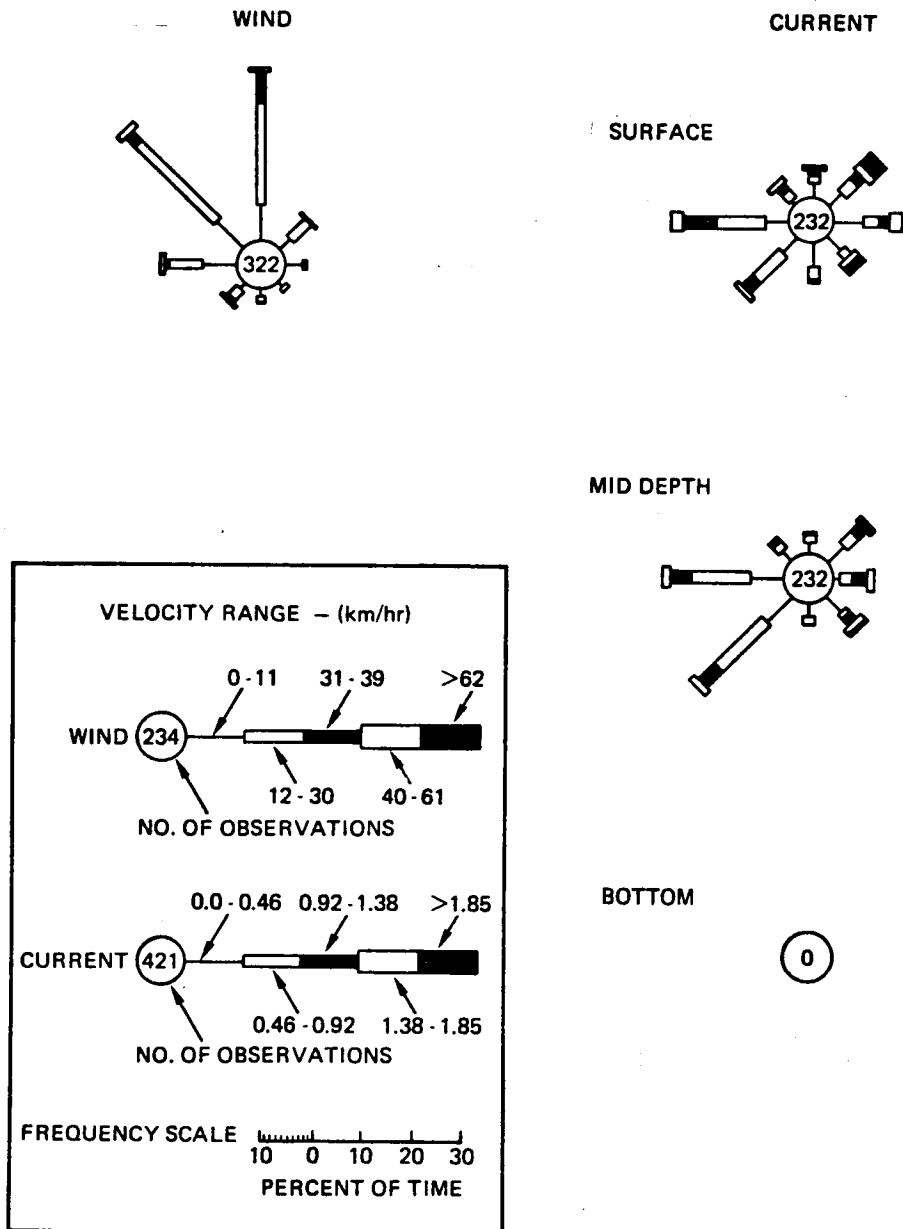 WIND
CURRENT
SURFACE
322
232
MID DEPTH
232
VELOCITY RANGE – (km/hr)
0 - 11 31 - 39 >62
WIND 234
12 - 30 40 - 61
NO. OF OBSERVATIONS
BOTTOM
0
0.0 - 0.46 0.92 - 1.38 >1.85
CURRENT 421
0.46 - 0.92 1.38 - 1.85
NO. OF OBSERVATIONS
FREQUENCY SCALE
10 0 10 20 30
PERCENT OF TIME